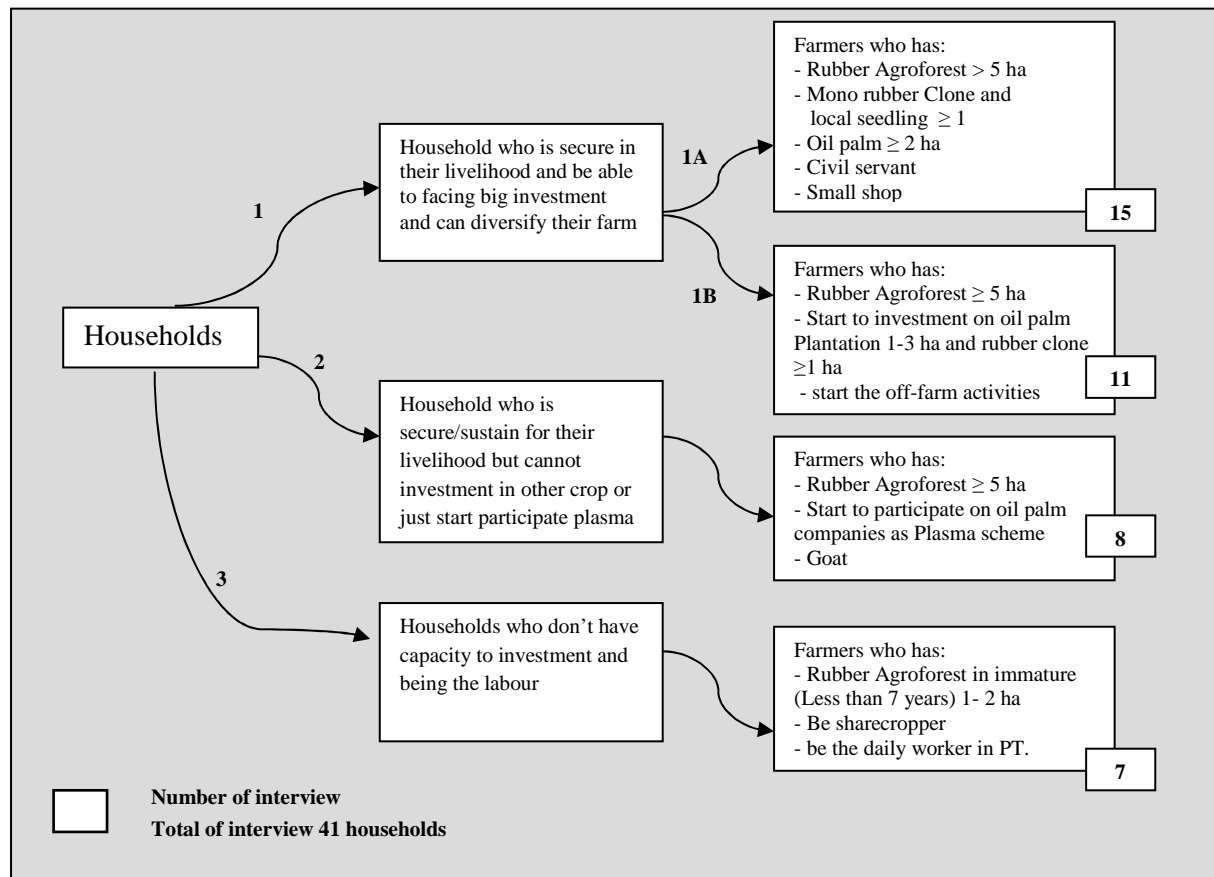 Households
1
Household who is secure in
their livelihood and be able
to facing big investment
and can diversify their farm
1A
Farmers who has:
- Rubber Agroforest > 5 ha
- Mono rubber Clone and
local seedling ≥ 1
- Oil palm ≥ 2 ha
- Civil servant
- Small shop
15
1B
Farmers who has:
- Rubber Agroforest ≥ 5 ha
- Start to investment on oil palm
Plantation 1-3 ha and rubber clone
≥1 ha
- start the off-farm activities
11
2
Household who is
secure/sustain for their
livelihood but cannot
investment in other crop or
just start participate plasma
Farmers who has:
- Rubber Agroforest ≥ 5 ha
- Start to participate on oil palm
companies as Plasma scheme
- Goat
8
3
Households who don't have
capacity to investment and
being the labour
Farmers who has:
- Rubber Agroforest in immature
(Less than 7 years) 1- 2 ha
- Be sharecropper
- be the daily worker in PT.
7
Number of interview
Total of interview 41 households